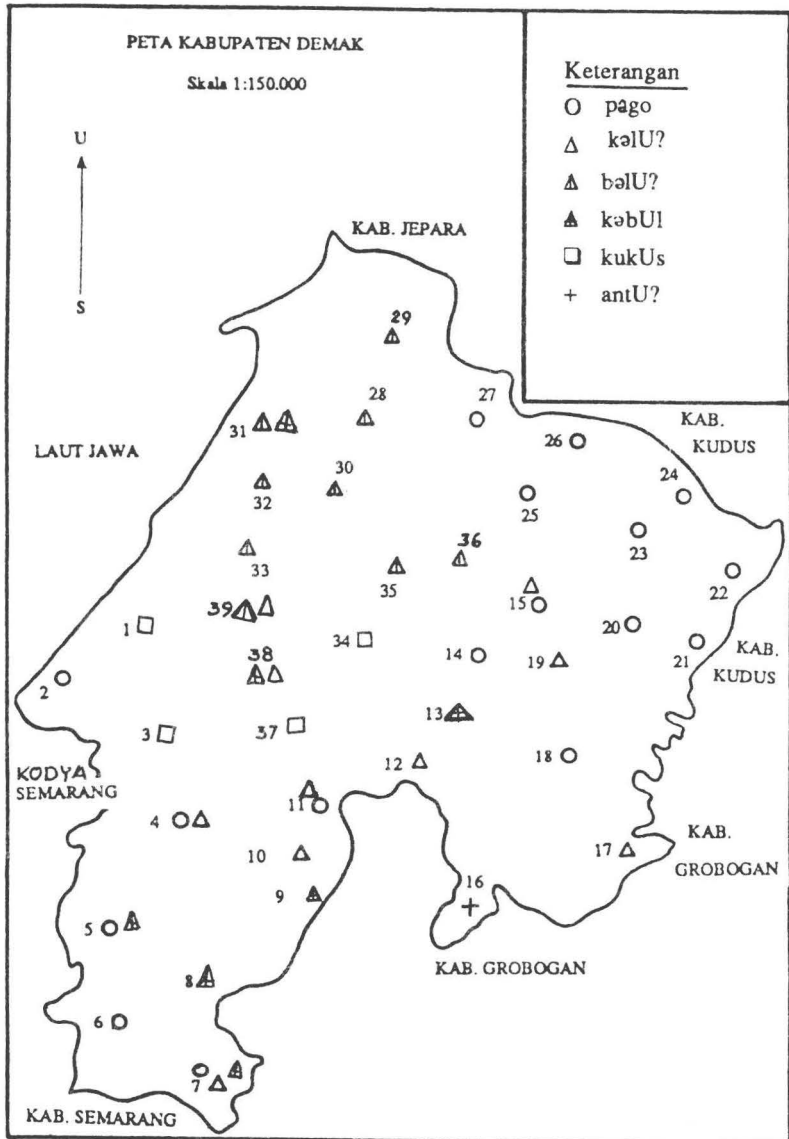 PETA KABUPATEN DEMAK
Skala 1:150.000
U
S
Keterangan
pəgo
kəlU?
bəlU?
kəbUl
kukUs
+ antU?
KAB. JEPARA
29
28
27
31
26
KAB.
KUDUS
LAUT JAWA
24
32
30
25
23
36
33
35
22
39
15
1
34
20
14
19
21
KAB.
KUDUS
38
2
13
3
37
18
12
KODYA
SEMARANG
11
4
KAB.
GROBOGAN
10
17
16
9
5
KAB. GROBOGAN
8
6
7
KAB. SEMARANG